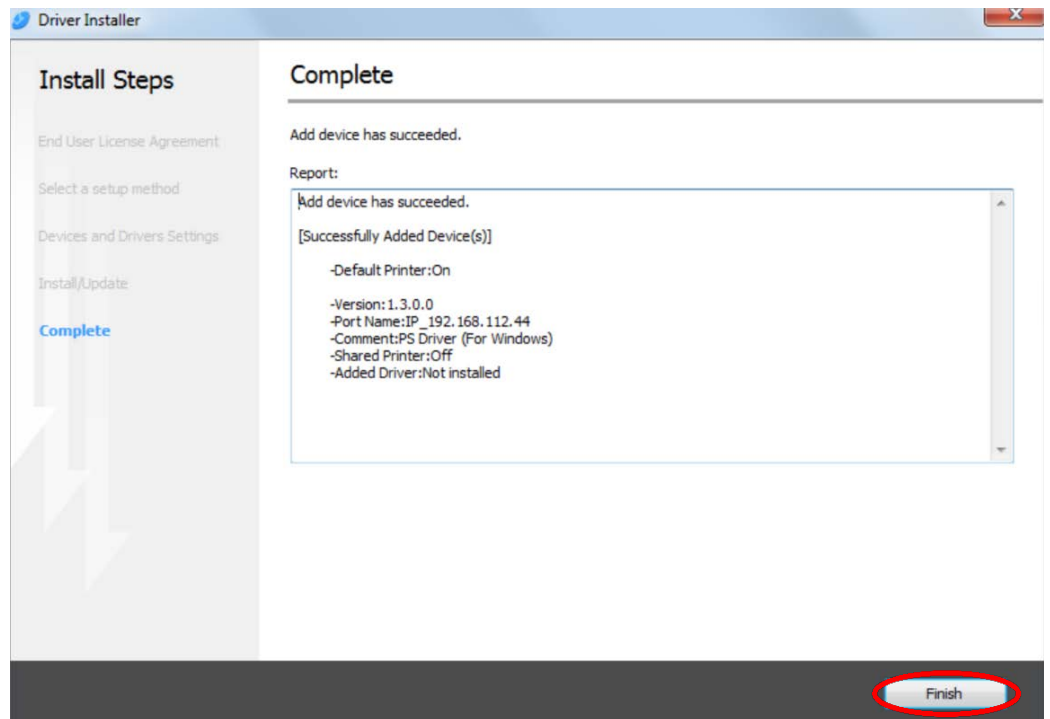 Driver Installer
Install Steps
End User License Agreement
Select a setup method
Devices and Drivers Settings
Install/Update
Complete
Complete
Add device has succeeded.
Report:
Add device has succeeded.
[Successfully Added Device(s)]
-Default Printer:On
-Version:1.3.0.0
-Port Name:IP_192.168.112.44
-Comment:PS Driver (For Windows)
-Shared Printer:Off
-Added Driver:Not installed
Finish